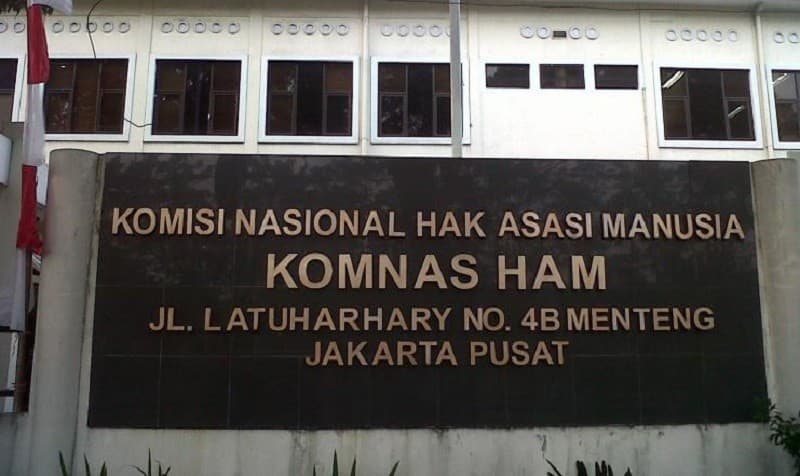 KOMISI NASIONAL HAK ASASI MANUSIA
KOMNAS HAM
JL. LATUHARHARY NO. 4B MENTENG
JAKARTA PUSAT